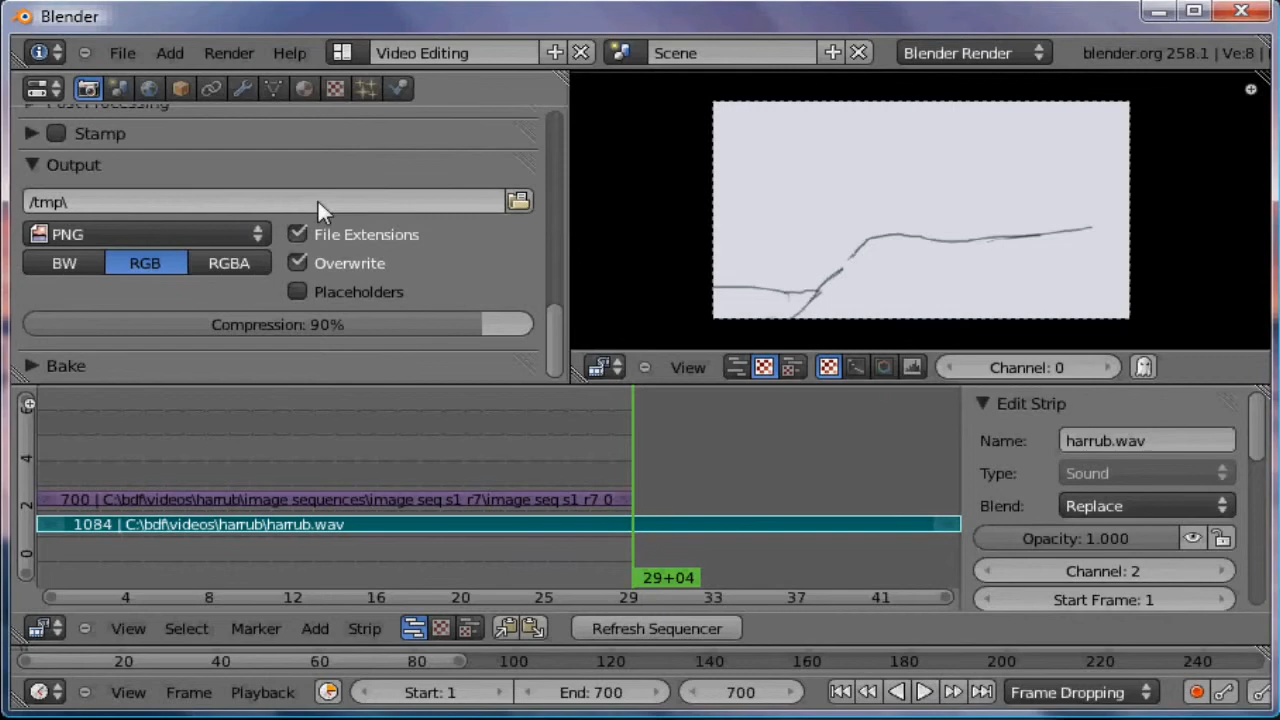 Blender
File Add Render Help Video Editing Scene Blender Render blender.org 258.1 | Ve:8 |
Post Processing
Stamp
Output
/tmp\
PNG File Extensions
BW RGB RGBA Overwrite
Placeholders
Compression: 90%
Bake
View Channel: 0
Edit Strip
Name: harrub.wav
Type: Sound
Blend: Replace
Opacity: 1.000
Channel: 2
Start Frame: 1
4
2
0
700 | C:\bdf\videos\harrub\image sequences\image seq s1 r7\image seq s1 r7 0
1084 | C:\bdf\videos\harrub\harrub.wav
29+04
4 8 12 16 20 25 29 33 37 41
View Select Marker Add Strip Refresh Sequencer
20 40 60 80 100 120 140 160 180 200 220 240
View Frame Playback Start: 1 End: 700 700 Frame Dropping